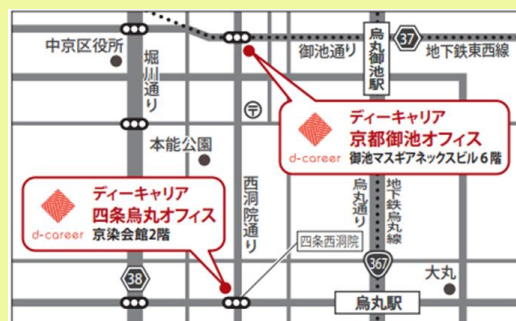 中京区役所
堀川通り
御池通り
烏丸御池駅
37
地下鉄東西線
〒
ディーキャリア
京都御池オフィス
御池マスギアネックスビル6階
d-career
本能公園
西洞院通り
烏丸通り
地下鉄烏丸線
ディーキャリア
四条烏丸オフィス
京染会館2階
d-career
四条西洞院
38
367
大丸
烏丸駅